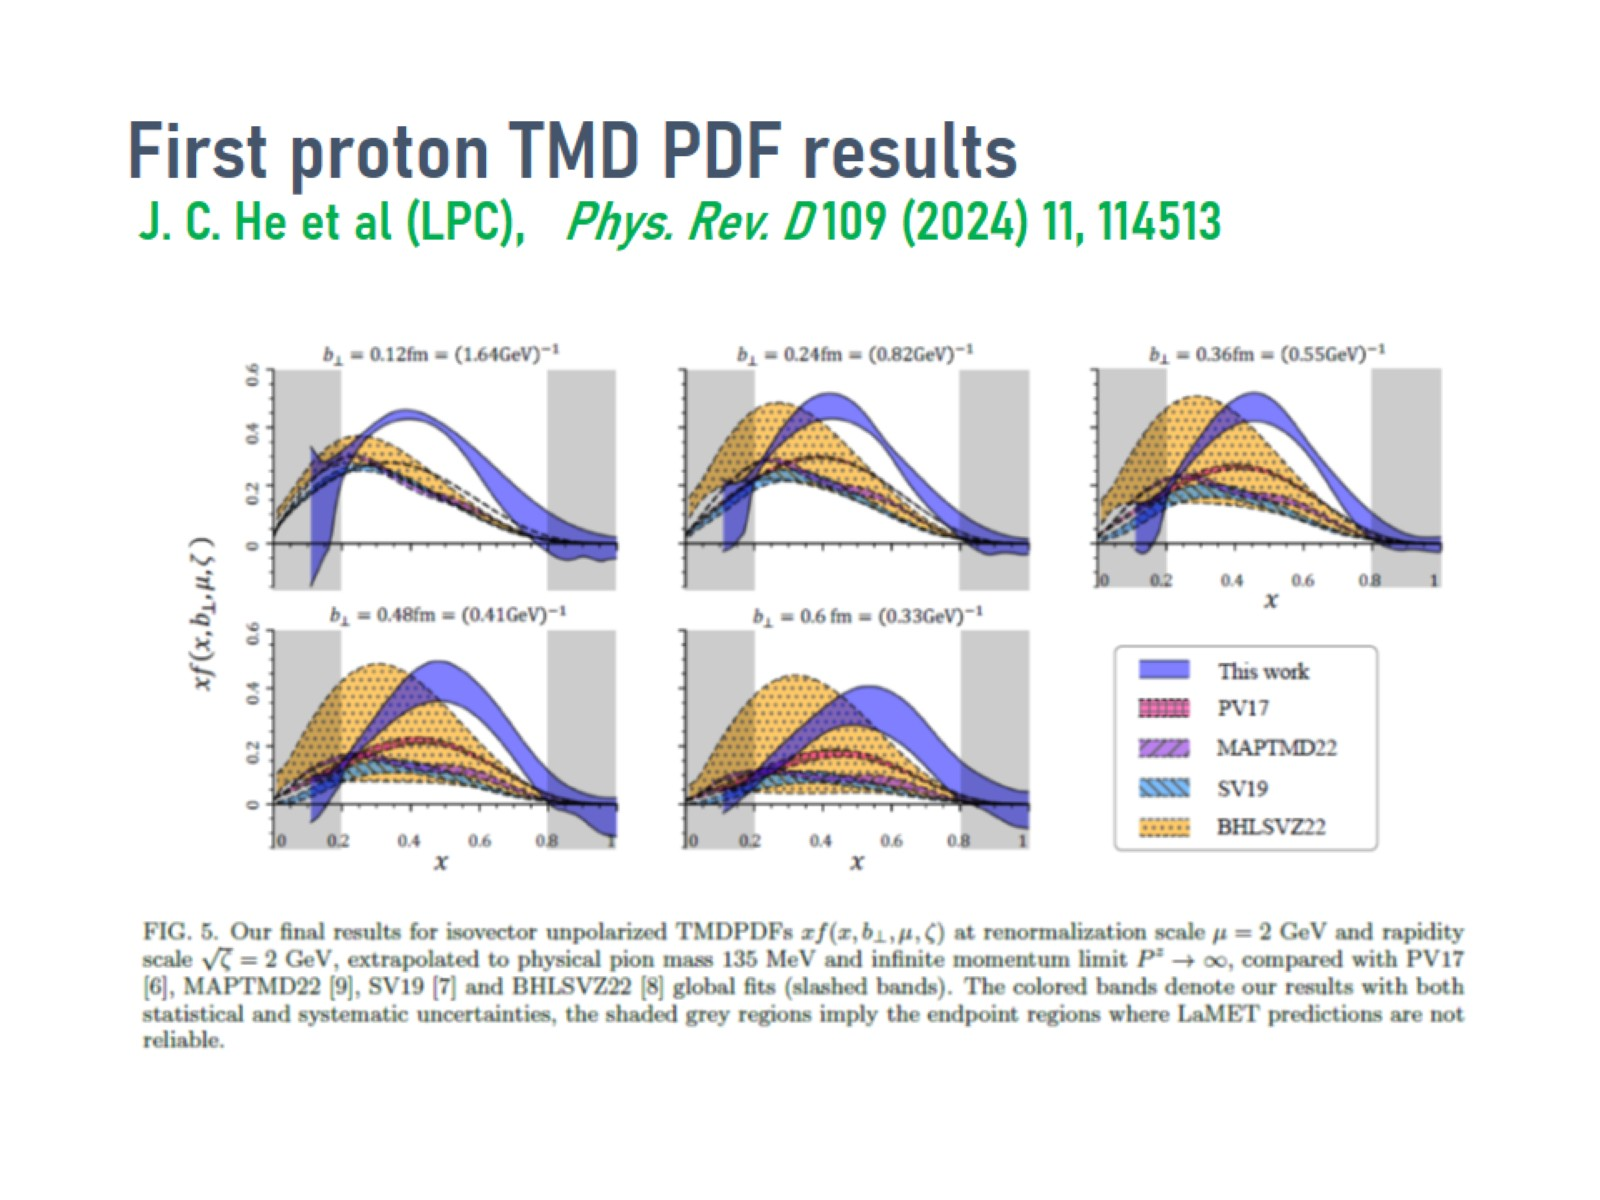 First proton TMD PDF results
J. C. He et al (LPC), Phys. Rev. D 109 (2024) 11, 114513
b⊥ = 0.12fm = (1.64GeV)⁻¹
b⊥ = 0.24fm = (0.82GeV)⁻¹
b⊥ = 0.36fm = (0.55GeV)⁻¹
0.6
0.4
0.2
0
0 0.2 0.4 0.6 0.8 1
x
xf(x,b⊥,μ,ζ)
b⊥ = 0.48fm = (0.41GeV)⁻¹
b⊥ = 0.6 fm = (0.33GeV)⁻¹
0.6
0.4
0.2
0
0 0.2 0.4 0.6 0.8 1
x
0 0.2 0.4 0.6 0.8 1
x
This work
PV17
MAPTMD22
SV19
BHLSVZ22
FIG. 5. Our final results for isovector unpolarized TMDPDFs xf(x, b⊥, μ, ζ) at renormalization scale μ = 2 GeV and rapidity
scale √ζ = 2 GeV, extrapolated to physical pion mass 135 MeV and infinite momentum limit Pᶻ → ∞, compared with PV17
[6], MAPTMD22 [9], SV19 [7] and BHLSVZ22 [8] global fits (slashed bands). The colored bands denote our results with both
statistical and systematic uncertainties, the shaded grey regions imply the endpoint regions where LaMET predictions are not
reliable.